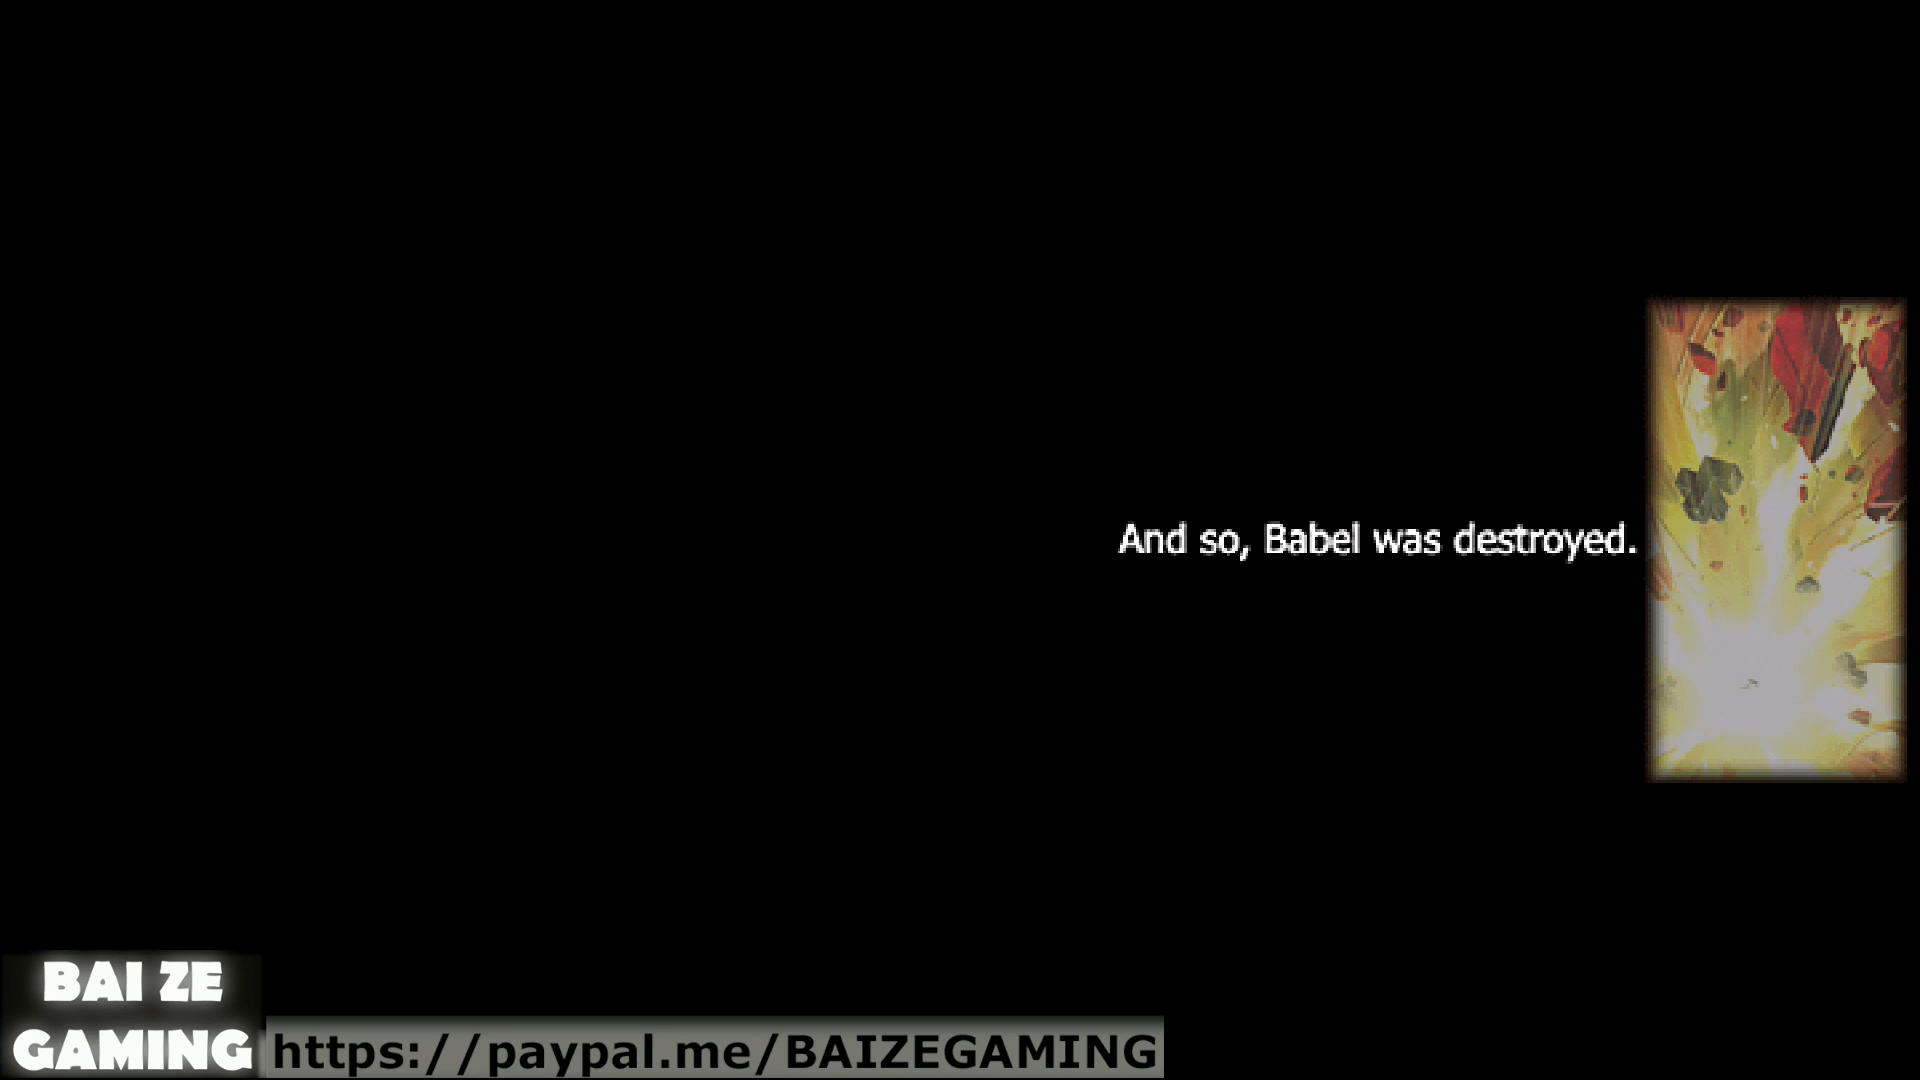 And so, Babel was destroyed.
BAI ZE
GAMING
https://paypal.me/BAIZEGAMING